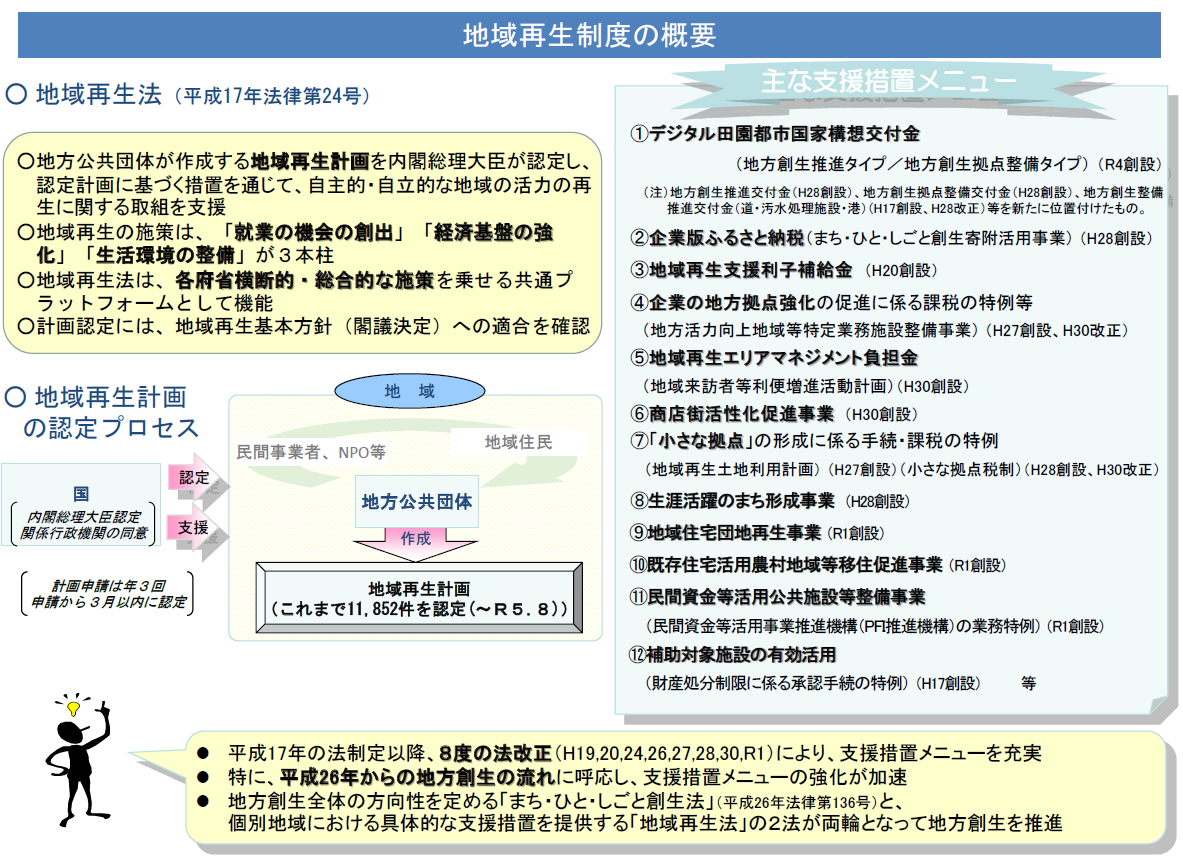 地域再生制度の概要
〇 地域再生法（平成17年法律第24号）
〇地方公共団体が作成する地域再生計画を内閣総理大臣が認定し、
認定計画に基づく措置を通じて、自主的・自立的な地域の活力の再
生に関する取組を支援
〇地域再生の施策は、「就業の機会の創出」「経済基盤の強
化」「生活環境の整備」が３本柱
〇地域再生法は、各府省横断的・総合的な施策を乗せる共通プ
ラットフォームとして機能
〇計画認定には、地域再生基本方針（閣議決定）への適合を確認
〇 地域再生計画
の認定プロセス
地　域
民間事業者、NPO等
地域住民
国
内閣総理大臣認定
関係行政機関の同意
認定
支援
地方公共団体
作成
計画申請は年３回
申請から３月以内に認定
地域再生計画
（これまで11,852件を認定（～Ｒ５.８））
主な支援措置メニュー
①デジタル田園都市国家構想交付金
（地方創生推進タイプ／地方創生拠点整備タイプ）（R4創設）
（注）地方創生推進交付金（H28創設）、地方創生拠点整備交付金（H28創設）、地方創生整備
推進交付金（道・汚水処理施設・港）（H17創設、H28改正）等を新たに位置付けたもの。
②企業版ふるさと納税（まち・ひと・しごと創生寄附活用事業）（H28創設）
③地域再生支援利子補給金（H20創設）
④企業の地方拠点強化の促進に係る課税の特例等
（地方活力向上地域等特定業務施設整備事業）（H27創設、H30改正）
⑤地域再生エリアマネジメント負担金
（地域来訪者等利便増進活動計画）（H30創設）
⑥商店街活性化促進事業（H30創設）
⑦「小さな拠点」の形成に係る手続・課税の特例
（地域再生土地利用計画）（H27創設）（小さな拠点税制）（H28創設、H30改正）
⑧生涯活躍のまち形成事業（H28創設）
⑨地域住宅団地再生事業（R1創設）
⑩既存住宅活用農村地域等移住促進事業（R1創設）
⑪民間資金等活用公共施設等整備事業
（民間資金等活用事業推進機構（PFI推進機構）の業務特例）（R1創設）
⑫補助対象施設の有効活用
（財産処分制限に係る承認手続の特例）（H17創設）　　等
● 平成17年の法制定以降、８度の法改正（H19,20,24,26,27,28,30,R1）により、支援措置メニューを充実
● 特に、平成26年からの地方創生の流れに呼応し、支援措置メニューの強化が加速
● 地方創生全体の方向性を定める「まち・ひと・しごと創生法」（平成26年法律第136号）と、
個別地域における具体的な支援措置を提供する「地域再生法」の２法が両輪となって地方創生を推進